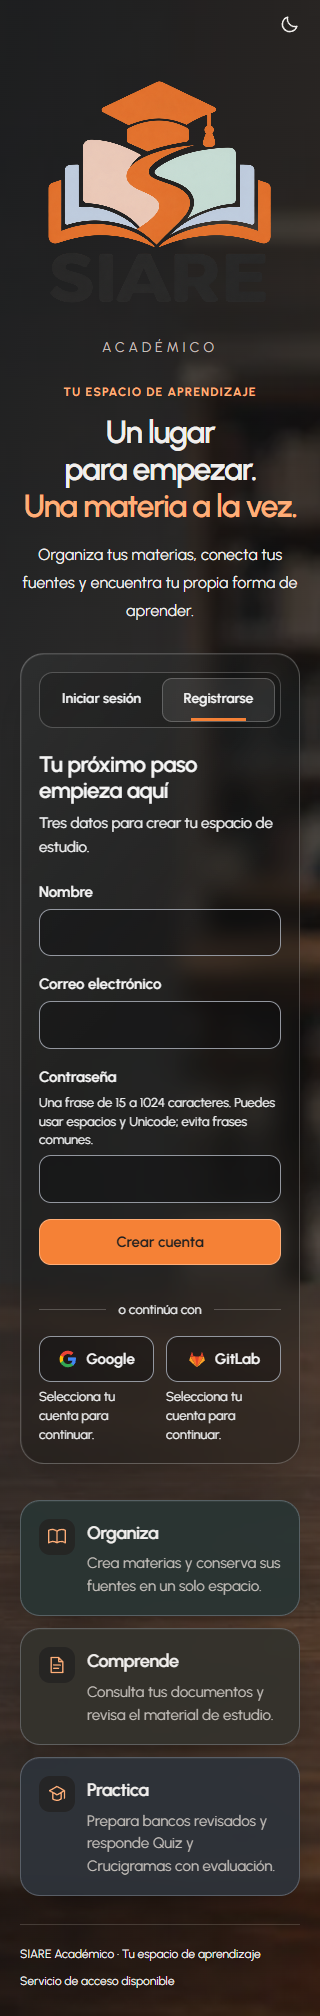 SIARE
ACADÉMICO
TU ESPACIO DE APRENDIZAJE
Un lugar
para empezar.
Una materia a la vez.
Organiza tus materias, conecta tus
fuentes y encuentra tu propia forma de
aprender.
Iniciar sesión
Registrarse
Tu próximo paso
empieza aquí
Tres datos para crear tu espacio de
estudio.
Nombre
Correo electrónico
Contraseña
Una frase de 15 a 1024 caracteres. Puedes
usar espacios y Unicode; evita frases
comunes.
Crear cuenta
o continúa con
Google
GitLab
Selecciona tu
cuenta para
continuar.
Selecciona tu
cuenta para
continuar.
Organiza
Crea materias y conserva sus
fuentes en un solo espacio.
Comprende
Consulta tus documentos y
revisa el material de estudio.
Practica
Prepara bancos revisados y
responde Quiz y
Crucigramas con evaluación.
SIARE Académico · Tu espacio de aprendizaje
Servicio de acceso disponible